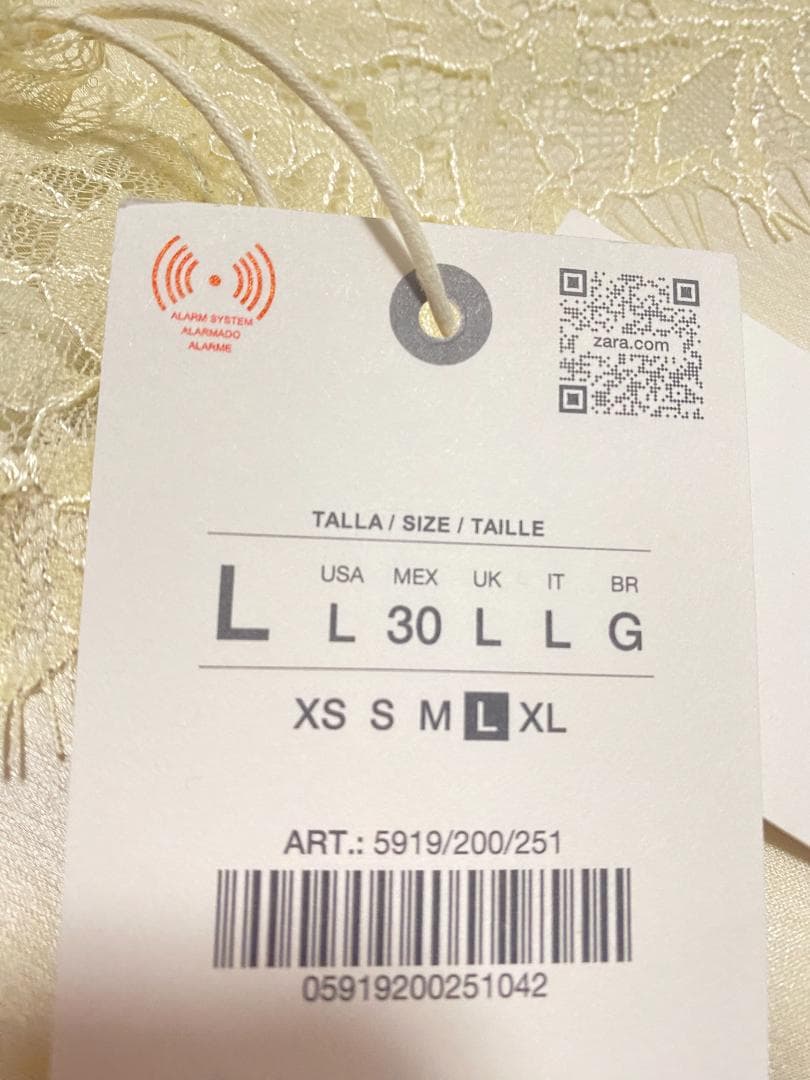 ALARM SYSTEM
ALARMADO
ALARME
zara.com
TALLA / SIZE / TAILLE
USA MEX UK IT BR
L L 30 L L G
XS S M L XL
ART.: 5919/200/251
05919200251042